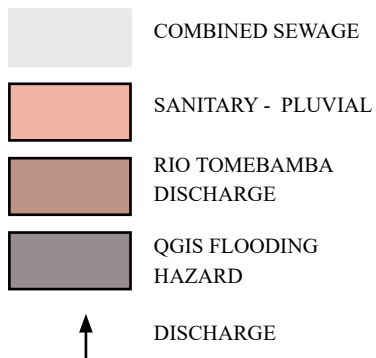 COMBINED SEWAGE
SANITARY - PLUVIAL
RIO TOMEBAMBA
DISCHARGE
QGIS FLOODING
HAZARD
DISCHARGE